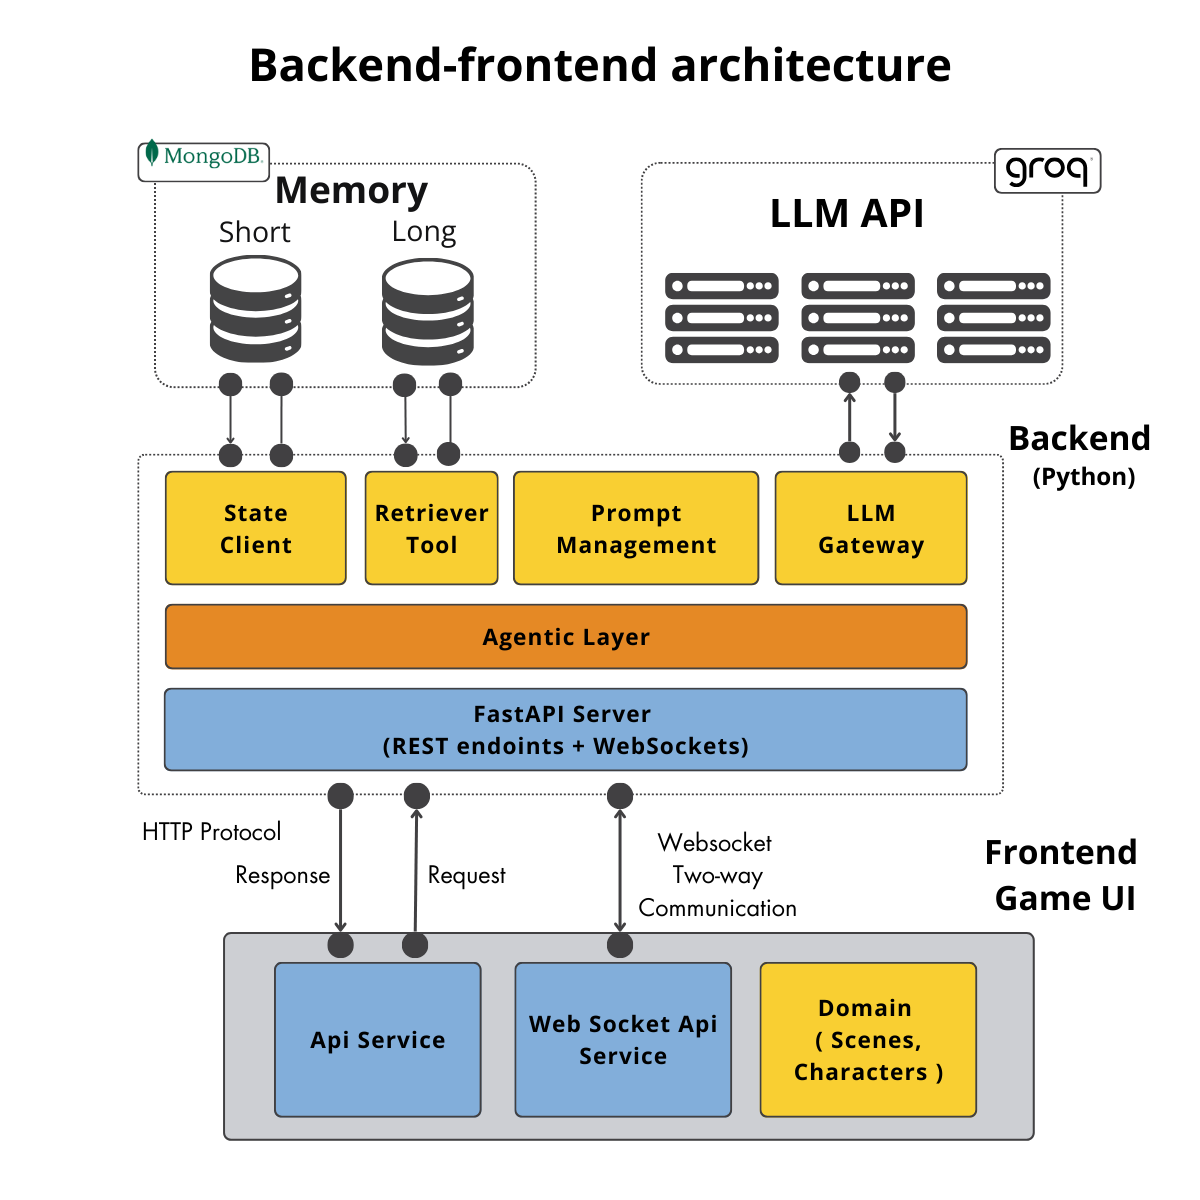 Backend-frontend architecture
MongoDB.
Memory
Short
Long
groq
LLM API
Backend
(Python)
State
Client
Retriever
Tool
Prompt
Management
LLM
Gateway
Agentic Layer
FastAPI Server
(REST endoints + WebSockets)
HTTP Protocol
Response
Request
Websocket
Two-way
Communication
Frontend
Game UI
Api Service
Web Socket Api
Service
Domain
( Scenes,
Characters )